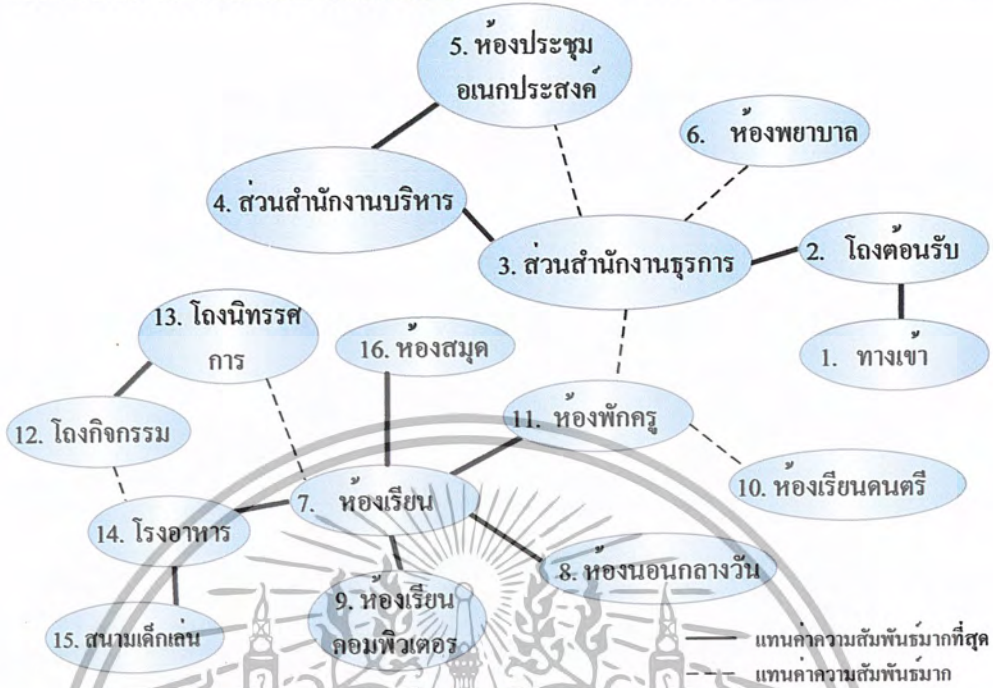 5. ห้องประชุม
อเนกประสงค์
6. ห้องพยาบาล
4. ส่วนสำนักงานบริหาร
3. ส่วนสำนักงานธุรการ
2. โถงต้อนรับ
13. โถงนิทรรศ
การ
16. ห้องสมุด
1. ทางเข้า
12. โถงกิจกรรม
11. ห้องพักครู
7. ห้องเรียน
10. ห้องเรียนดนตรี
14. โรงอาหาร
8. ห้องนอนกลางวัน
9. ห้องเรียน
คอมพิวเตอร์
15. สนามเด็กเล่น
แทนค่าความสัมพันธ์มากที่สุด
แทนค่าความสัมพันธ์มาก